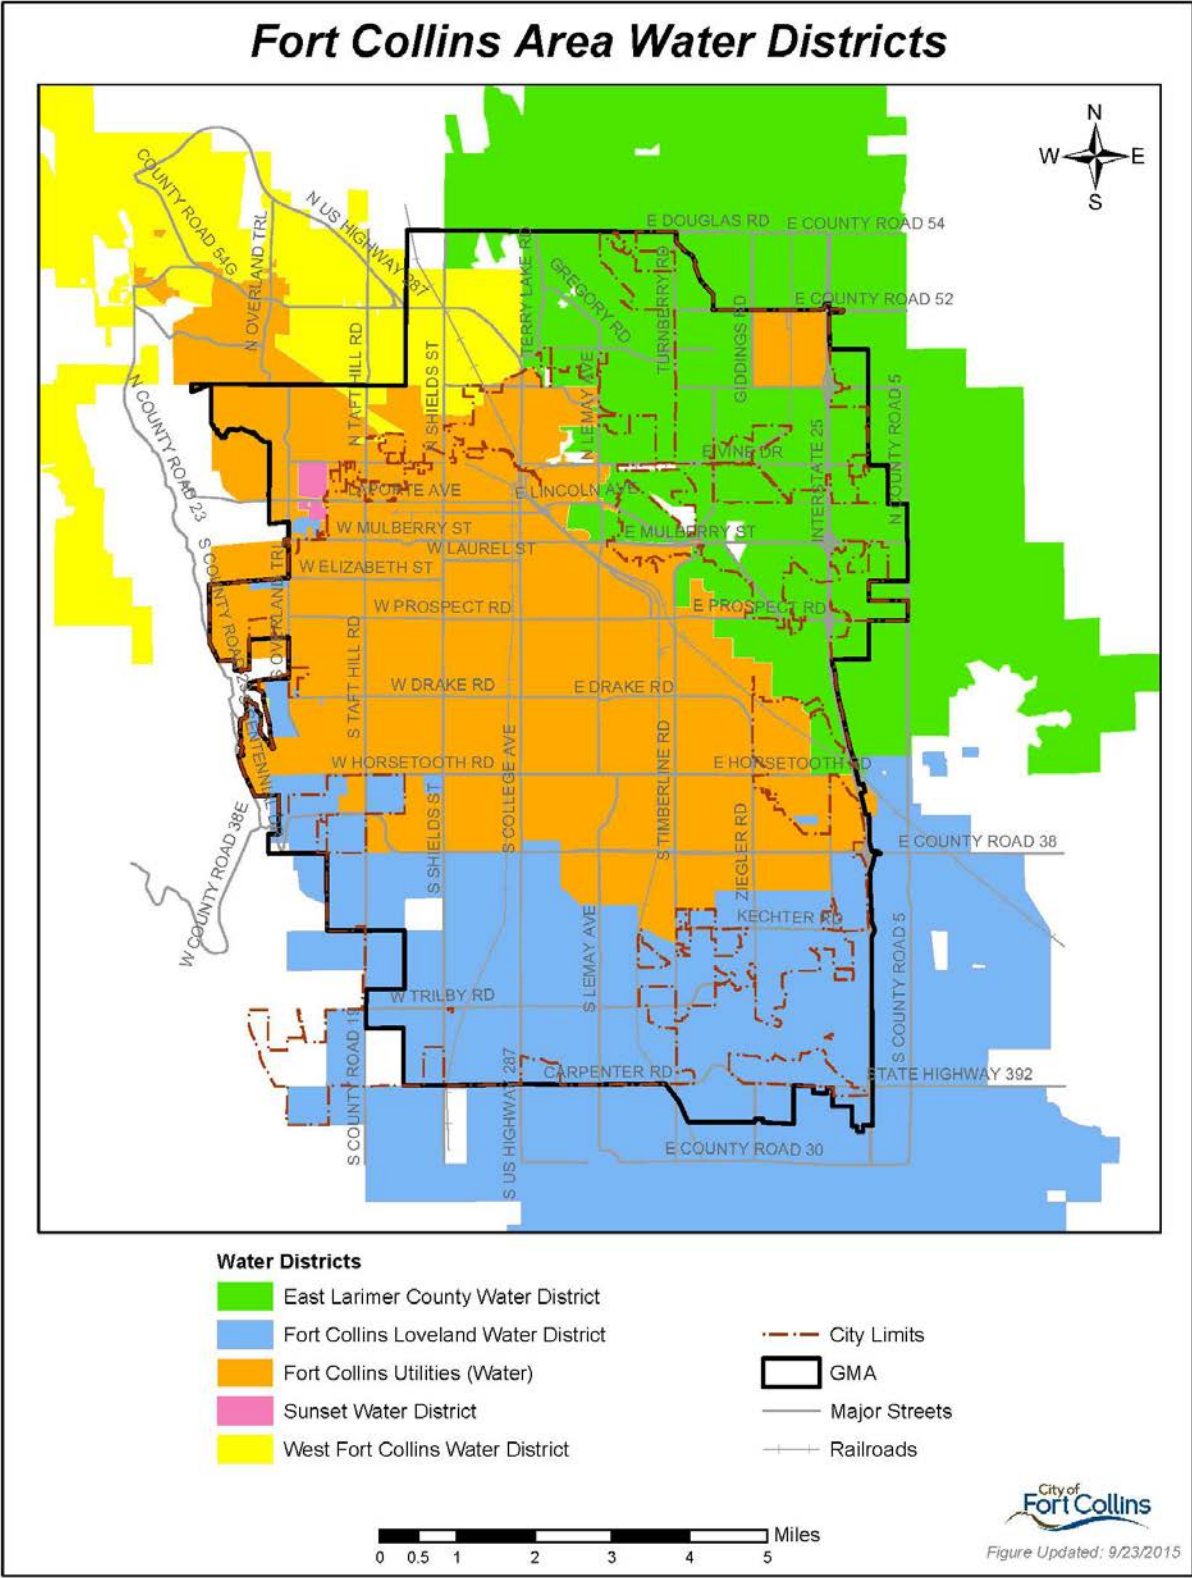 Fort Collins Area Water Districts
N
W E
S
COUNTY ROAD 54G
N OVERLAND TRL
N US HIGHWAY 287
E DOUGLAS RD
E COUNTY ROAD 54
TERRY LAKE RD
GREGORY RD
TURNBERRY RD
GIDDINGS RD
E COUNTY ROAD 52
N COUNTY ROAD 23
N TAFT HILL RD
N SHIELDS ST
N LEMAY AVE
INTERSTATE 25
N COUNTY ROAD 5
E VINE DR
LAPORTE AVE
E LINCOLN AVE
W MULBERRY ST
E MULBERRY ST
W LAUREL ST
W ELIZABETH ST
W PROSPECT RD
E PROSPECT RD
S COUNTY ROAD 23
S OVERLAND TRL
S TAFT HILL RD
W DRAKE RD
E DRAKE RD
W HORSETOOTH RD
E HORSETOOTH RD
S COLLEGE AVE
S TIMBERLINE RD
S SHIELDS ST
ZIEGLER RD
E COUNTY ROAD 38
W COUNTY ROAD 38E
KECHTER RD
S LEMAY AVE
S COUNTY ROAD 5
W TRILBY RD
S COUNTY ROAD 19
S US HIGHWAY 287
CARPENTER RD
STATE HIGHWAY 392
E COUNTY ROAD 30
Water Districts
East Larimer County Water District
Fort Collins Loveland Water District
Fort Collins Utilities (Water)
Sunset Water District
West Fort Collins Water District
City Limits
GMA
Major Streets
Railroads
Miles
0 0.5 1 2 3 4 5
City of
Fort Collins
Figure Updated: 9/23/2015